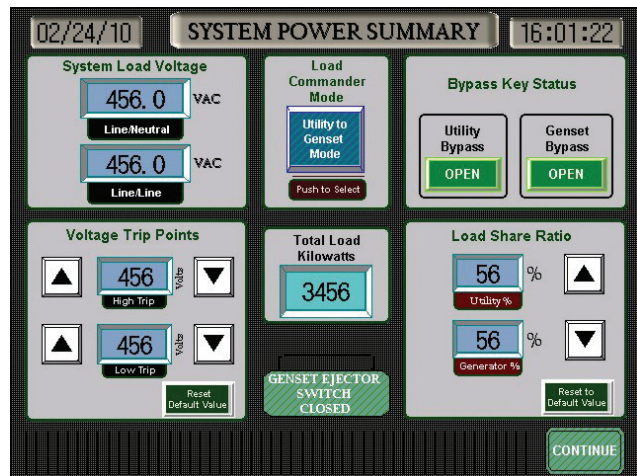 02/24/10
SYSTEM POWER SUMMARY
16:01:22
System Load Voltage
456.0 VAC
Line/Neutral
456.0 VAC
Line/Line
Load
Commander
Mode
Utility to
Genset
Mode
Push to Select
Bypass Key Status
Utility
Bypass
OPEN
Genset
Bypass
OPEN
Voltage Trip Points
456 Volts
High Trip
456 Volts
Low Trip
Reset
Default Value
Total Load
Kilowatts
3456
GENSET EJECTOR
SWITCH
CLOSED
Load Share Ratio
56 %
Utility %
56 %
Generator %
Reset to
Default Value
CONTINUE